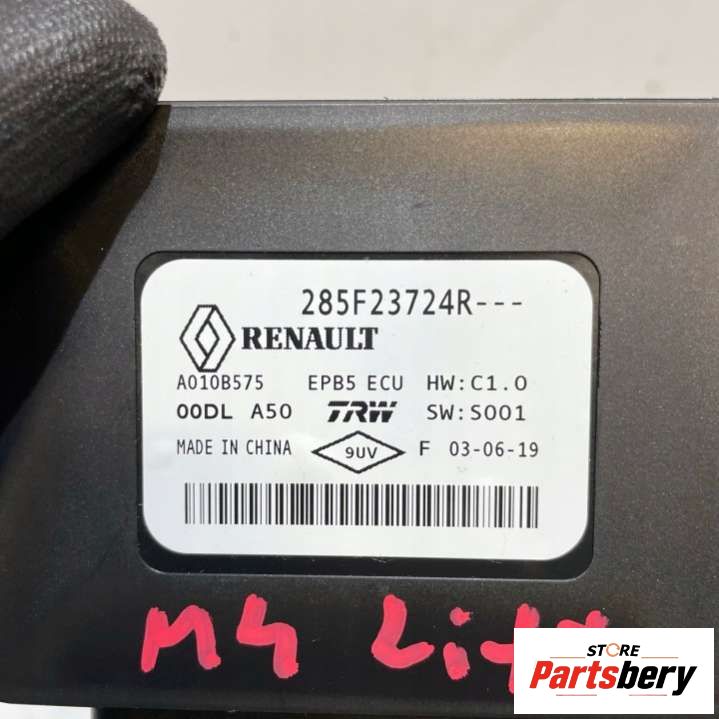 285F23724R---
RENAULT
A010B575 EPB5 ECU HW:C1.0
00DL A50 TRW SW:S001
MADE IN CHINA 9UV F 03-06-19
M4
STORE
Partsbery